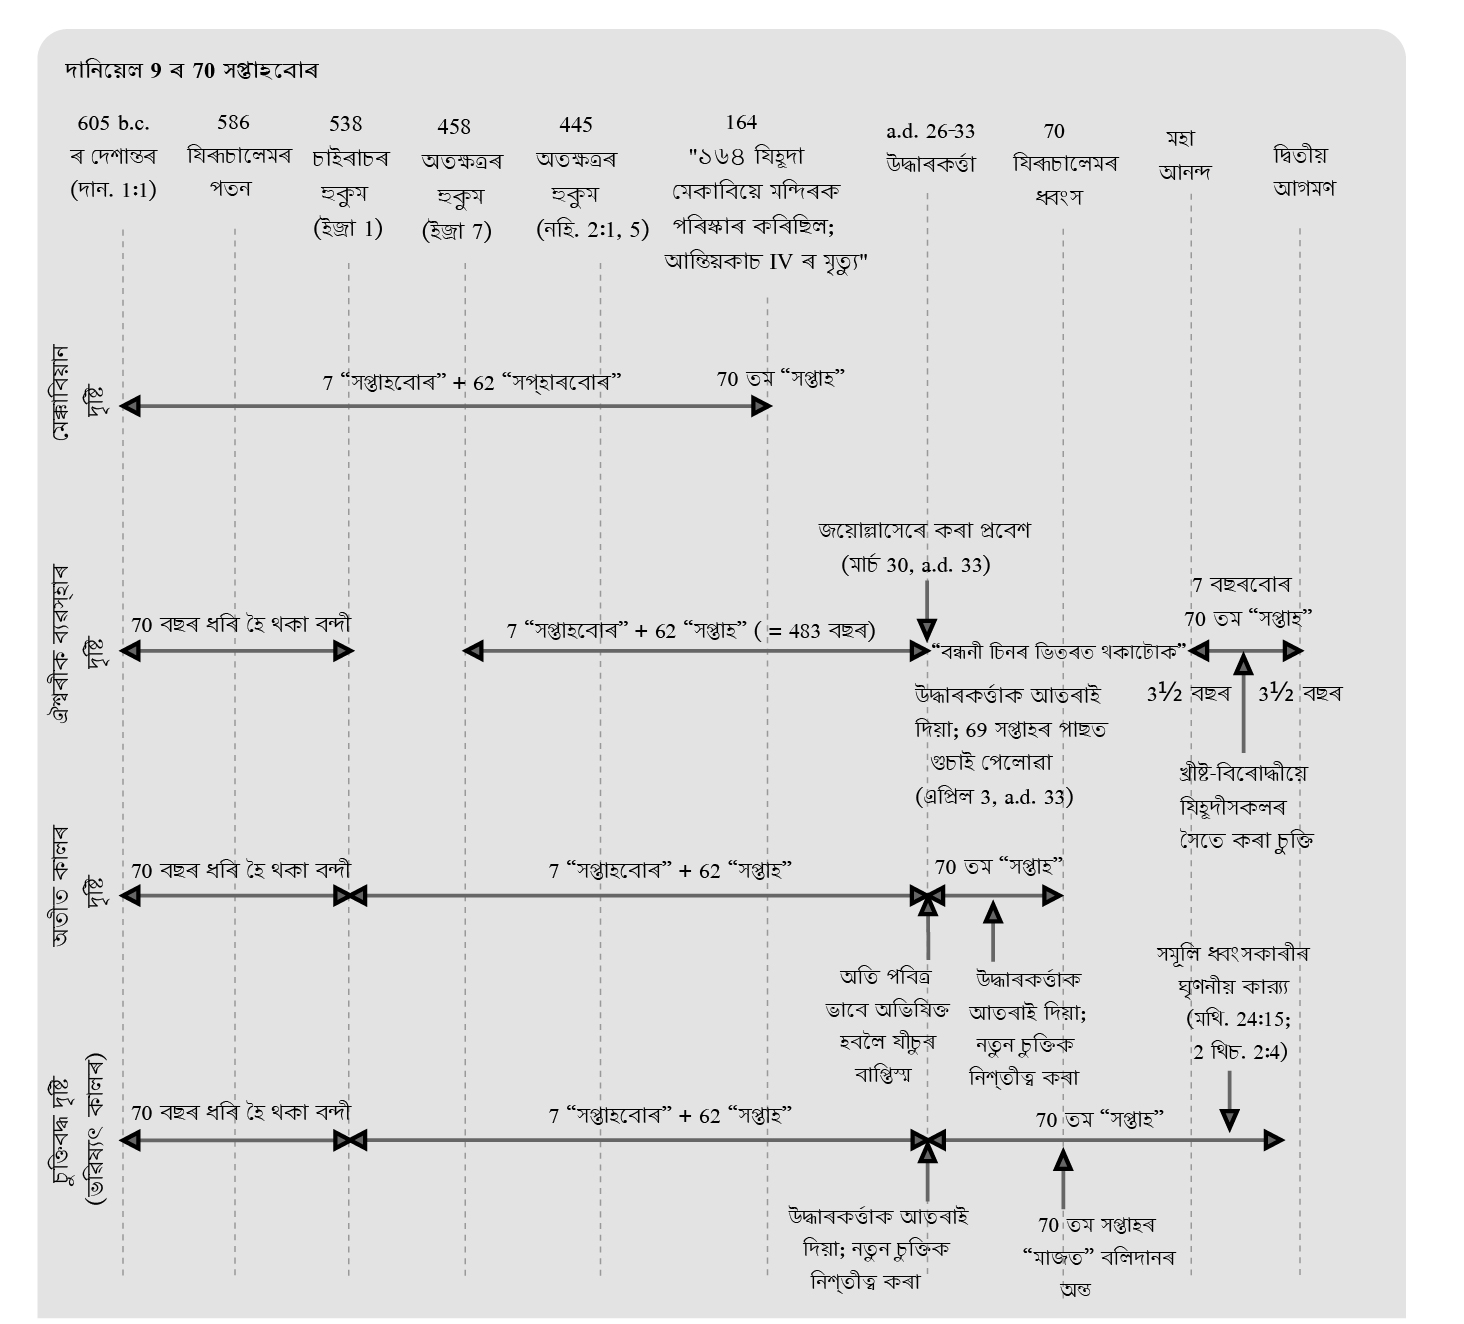 দানিয়েল 9 ৰ 70 সপ্তাহবোৰ
605 b.c.
ৰ দেশান্তৰ
(দান. 1:1)
586
যিৰূচালেমৰ
পতন
538
চাইৰাচৰ
হুকুম
(ইজ্ৰা 1)
458
অতক্ষত্ৰৰ
হুকুম
(ইজ্ৰা 7)
445
অতক্ষত্ৰৰ
হুকুম
(নহি. 2:1, 5)
164
"১৬৪ যিহূদা
মেকাবিয়ে মন্দিৰক
পৰিস্কাৰ কৰিছিল;
আন্তিয়কাচ IV ৰ মৃত্যু"
a.d. 26-33
উদ্ধাৰকৰ্ত্তা
70
যিৰূচালেমৰ
ধ্বংস
মহা
আনন্দ
দ্বিতীয়
আগমণ
মেক্কাবিয়ান
দৃষ্টি
7 “সপ্তাহবোৰ” + 62 “সপ্হাৰবোৰ”
70 তম “সপ্তাহ”
ঐশ্বৰীক ব্যৱস্হাৰ
দৃষ্টি
70 বছৰ ধৰি হৈ থকা বন্দী
7 “সপ্তাহবোৰ” + 62 “সপ্তাহ” ( = 483 বছৰ)
জয়োল্লাসেৰে কৰা প্ৰবেশ
(মাৰ্চ 30, a.d. 33)
“বন্ধনী চিনৰ ভিতৰত থকাটোক”
উদ্ধাৰকৰ্ত্তাক আতৰাই
দিয়া; 69 সপ্তাহৰ পাছত
গুচাই পেলোৱা
(এপ্ৰিল 3, a.d. 33)
7 বছৰবোৰ
70 তম “সপ্তাহ”
3½ বছৰ
3½ বছৰ
খ্ৰীষ্ট-বিৰোদ্ধীয়ে
যিহূদীসকলৰ
সৈতে কৰা চুক্তি
অতীত কালৰ
দৃষ্টি
70 বছৰ ধৰি হৈ থকা বন্দী
7 “সপ্তাহবোৰ” + 62 “সপ্তাহ”
70 তম “সপ্তাহ”
অতি পবিত্ৰ
ভাবে অভিষিক্ত
হবলৈ যীচুৰ
বাপ্তিস্ম
উদ্ধাৰকৰ্ত্তাক
আতৰাই দিয়া;
নতুন চুক্তিক
নিশ্তীত্ব কৰা
চুক্তিবদ্ধ দৃষ্টি
(ভৱিষ্যৎ কালৰ)
70 বছৰ ধৰি হৈ থকা বন্দী
7 “সপ্তাহবোৰ” + 62 “সপ্তাহ”
70 তম “সপ্তাহ”
সমূলি ধ্বংসকাৰীৰ
ঘৃণনীয় কাৰ্য্য
(মথি. 24:15;
2 থিচ. 2:4)
উদ্ধাৰকৰ্ত্তাক আতৰাই
দিয়া; নতুন চুক্তিক
নিশ্তীত্ব কৰা
70 তম সপ্তাহৰ
“মাজত” বলিদানৰ
অন্ত